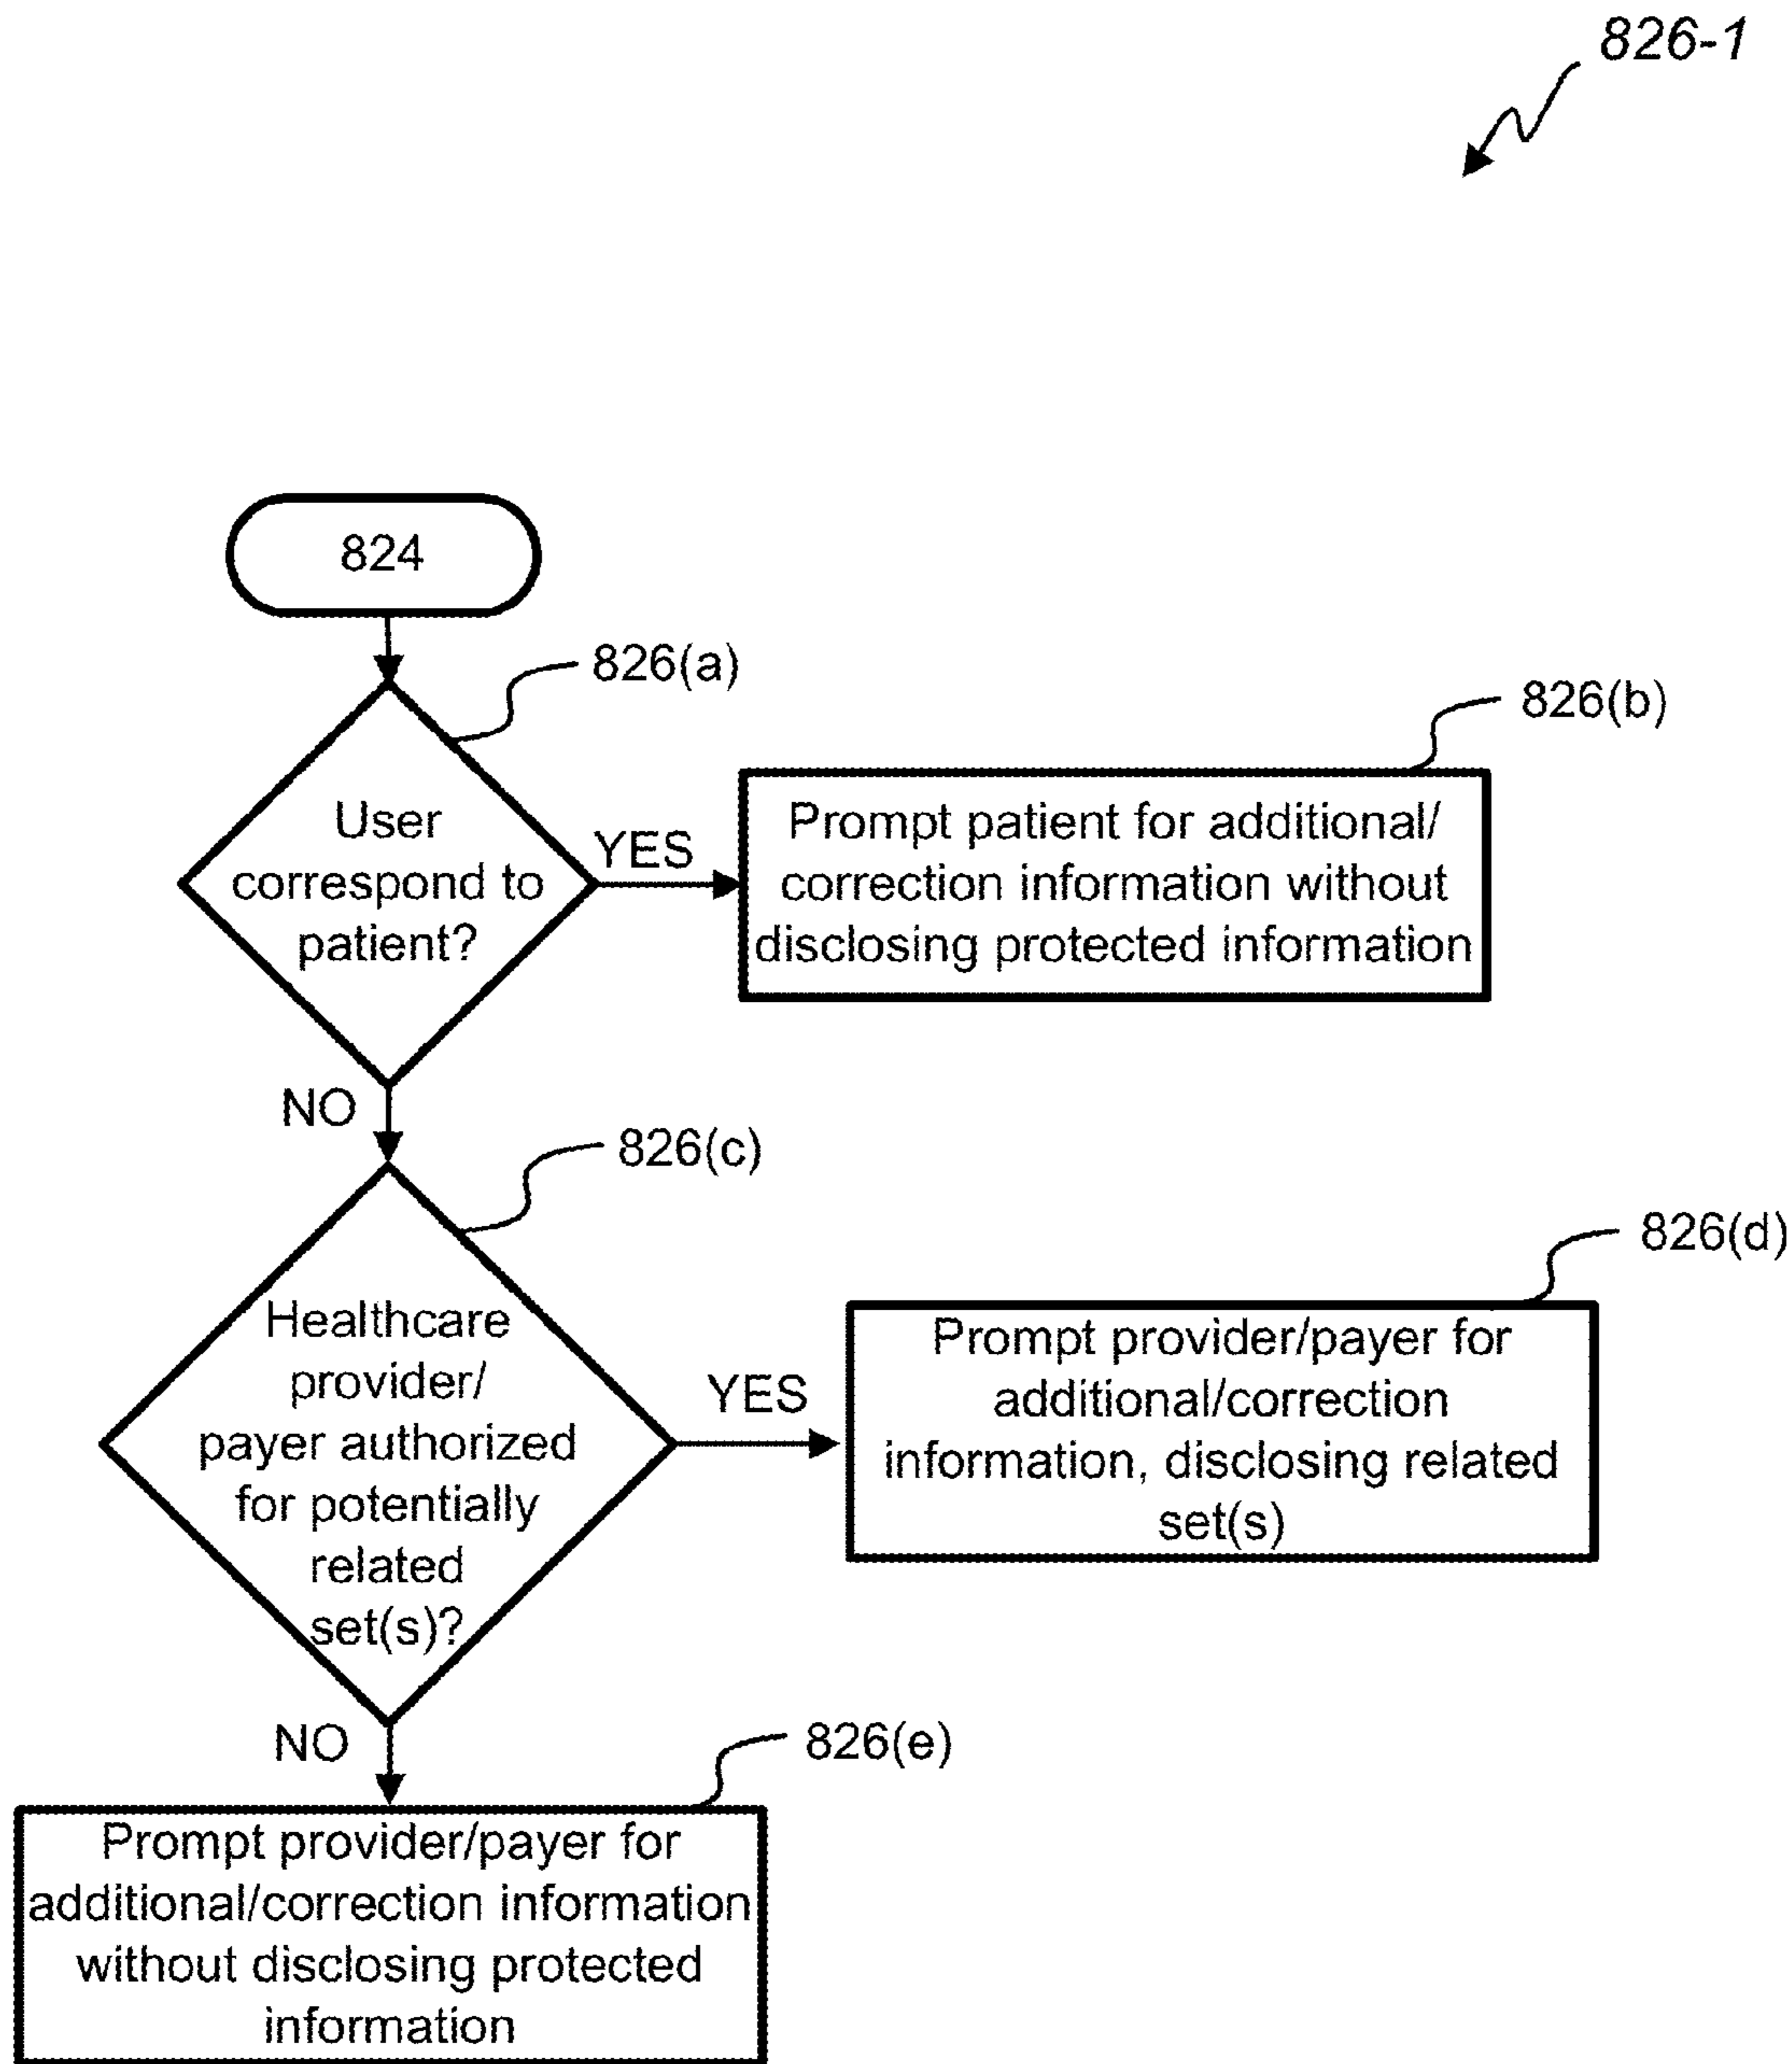 826-1
824
826(a)
User
correspond to
patient?
YES
826(b)
Prompt patient for additional/
correction information without
disclosing protected information
NO
826(c)
Healthcare
provider/
payer authorized
for potentially
related
set(s)?
YES
826(d)
Prompt provider/payer for
additional/correction
information, disclosing related
set(s)
NO
826(e)
Prompt provider/payer for
additional/correction information
without disclosing protected
information